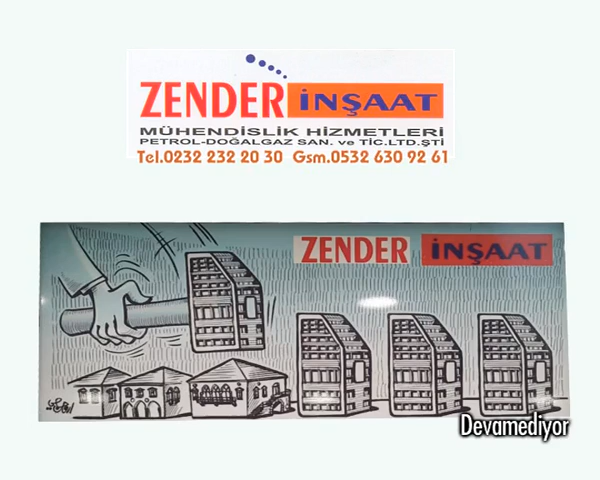 ZENDER İNŞAAT
MÜHENDİSLİK HİZMETLERİ
PETROL-DOĞALGAZ SAN. ve TİC.LTD.ŞTİ
Tel.0232 232 20 30 Gsm.0532 630 92 61
ZENDER İNŞAAT
Devamediyor